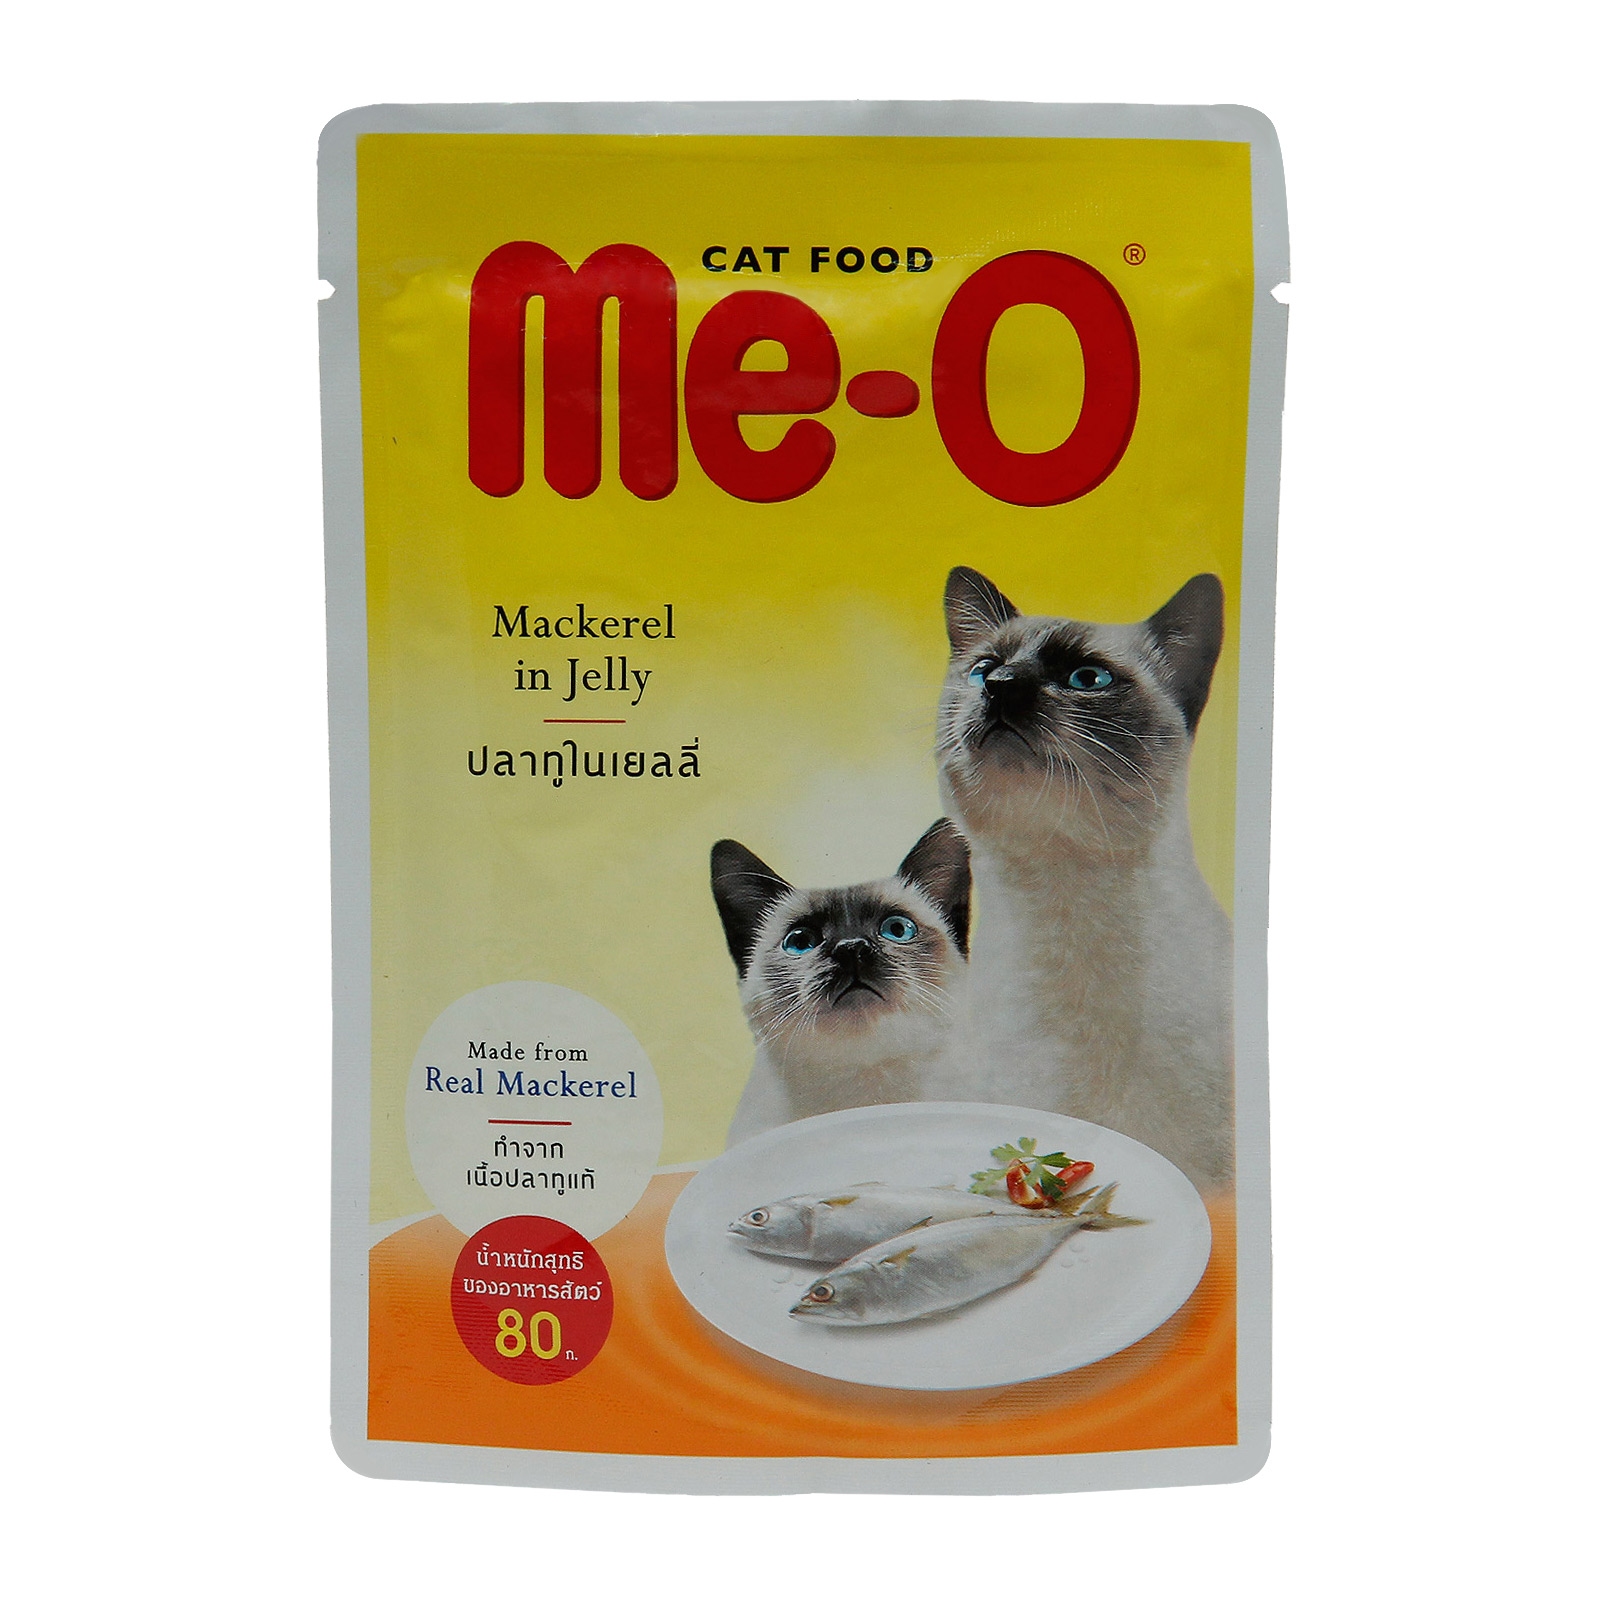 CAT FOOD
me-O ®
Mackerel
in Jelly
ปลาทูในเยลลี่
Made from
Real Mackerel
ทำจาก
เนื้อปลาทูแท้
น้ำหนักสุทธิ
ของอาหารสัตว์
80 ก.